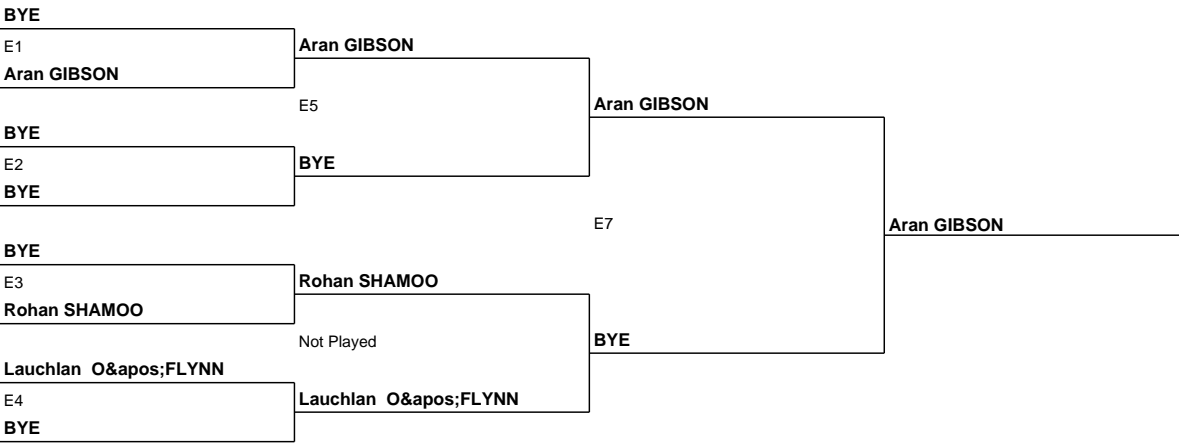 BYE
E1
Aran GIBSON
Aran GIBSON
E5
Aran GIBSON
BYE
E2
BYE
BYE
E7
Aran GIBSON
BYE
E3
Rohan SHAMOO
Rohan SHAMOO
Not Played
BYE
Lauchlan  O&apos;FLYNN
E4
Lauchlan  O&apos;FLYNN
BYE